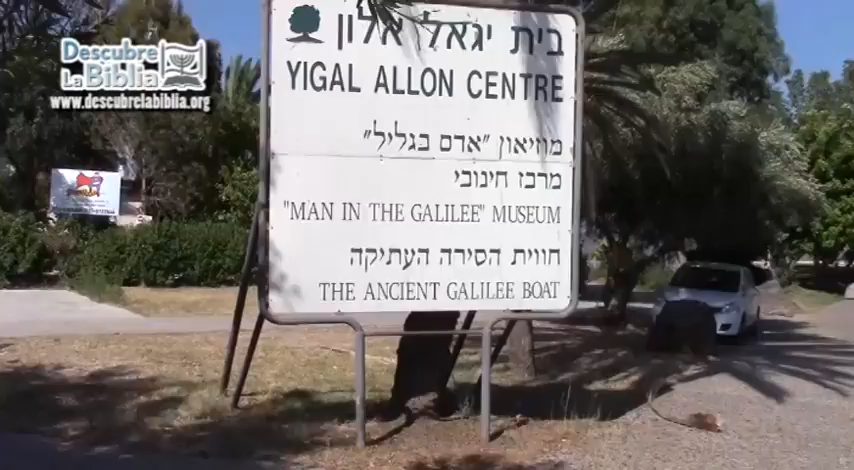 Descubre
la Biblia
www.descubrelabiblia.org
בית יגאל אלון
YIGAL ALLON CENTRE
מוזיאון "אדם בגליל"
מרכז חינוכי
"MAN IN THE GALILEE" MUSEUM
חווית הסירה העתיקה
THE ANCIENT GALILEE BOAT